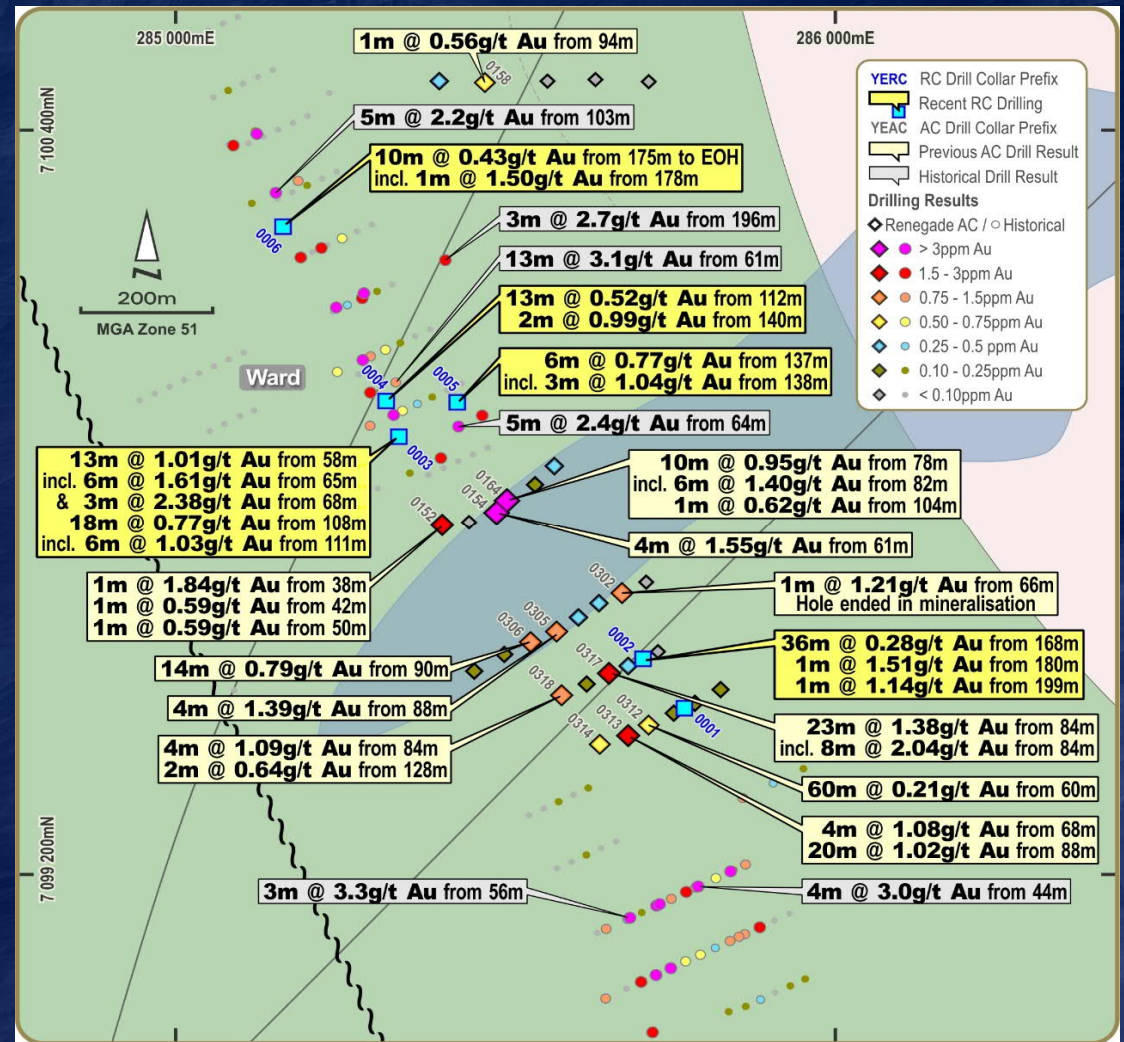 285 000mE
286 000mE
7 100 400mN
7 099 200mN
1m @ 0.56g/t Au from 94m
0158
5m @ 2.2g/t Au from 103m
10m @ 0.43g/t Au from 175m to EOH
incl. 1m @ 1.50g/t Au from 178m
0006
3m @ 2.7g/t Au from 196m
13m @ 3.1g/t Au from 61m
13m @ 0.52g/t Au from 112m
2m @ 0.99g/t Au from 140m
200m
MGA Zone 51
Ward
0004
0005
6m @ 0.77g/t Au from 137m
incl. 3m @ 1.04g/t Au from 138m
5m @ 2.4g/t Au from 64m
0003
13m @ 1.01g/t Au from 58m
incl. 6m @ 1.61g/t Au from 65m
& 3m @ 2.38g/t Au from 68m
18m @ 0.77g/t Au from 108m
incl. 6m @ 1.03g/t Au from 111m
0164
0154
0152
10m @ 0.95g/t Au from 78m
incl. 6m @ 1.40g/t Au from 82m
1m @ 0.62g/t Au from 104m
4m @ 1.55g/t Au from 61m
1m @ 1.84g/t Au from 38m
1m @ 0.59g/t Au from 42m
1m @ 0.59g/t Au from 50m
0302
1m @ 1.21g/t Au from 66m
Hole ended in mineralisation
0305
0306
0002
14m @ 0.79g/t Au from 90m
36m @ 0.28g/t Au from 168m
1m @ 1.51g/t Au from 180m
1m @ 1.14g/t Au from 199m
0317
0318
4m @ 1.39g/t Au from 88m
0312
0313
0314
0001
23m @ 1.38g/t Au from 84m
incl. 8m @ 2.04g/t Au from 84m
4m @ 1.09g/t Au from 84m
2m @ 0.64g/t Au from 128m
60m @ 0.21g/t Au from 60m
4m @ 1.08g/t Au from 68m
20m @ 1.02g/t Au from 88m
3m @ 3.3g/t Au from 56m
4m @ 3.0g/t Au from 44m
YERC RC Drill Collar Prefix
Recent RC Drilling
YEAC AC Drill Collar Prefix
Previous AC Drill Result
Historical Drill Result
Drilling Results
Renegade AC / Historical
> 3ppm Au
1.5 - 3ppm Au
0.75 - 1.5ppm Au
0.50 - 0.75ppm Au
0.25 - 0.5 ppm Au
0.10 - 0.25ppm Au
< 0.10ppm Au